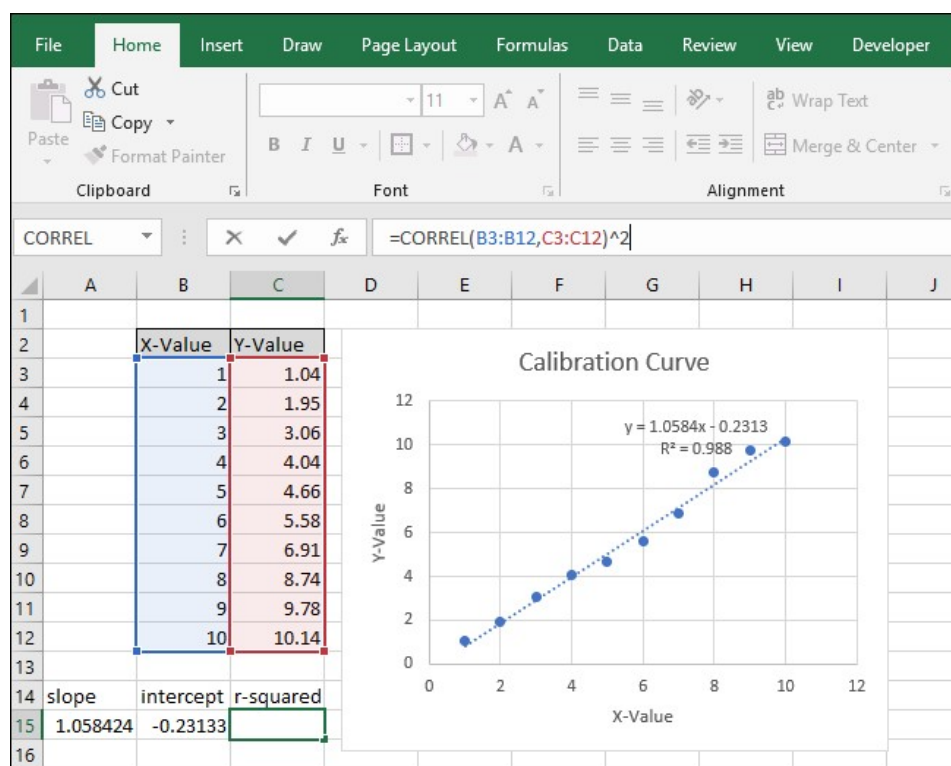 File Home Insert Draw Page Layout Formulas Data Review View Developer
Cut
Copy
Paste
Format Painter
11 A A
B I U A
ab
c
Wrap Text
Merge & Center
Clipboard Font Alignment
CORREL fx =CORREL(B3:B12,C3:C12)^2
A B C D E F G H I J
1
2 X-Value Y-Value
3 1 1.04
4 2 1.95
5 3 3.06
6 4 4.04
7 5 4.66
8 6 5.58
9 7 6.91
10 8 8.74
11 9 9.78
12 10 10.14
13
14 slope intercept r-squared
15 1.058424 -0.23133
16
Calibration Curve
y = 1.0584x - 0.2313
R² = 0.988
12
10
8
6
4
2
0
0 2 4 6 8 10 12
Y-Value
X-Value